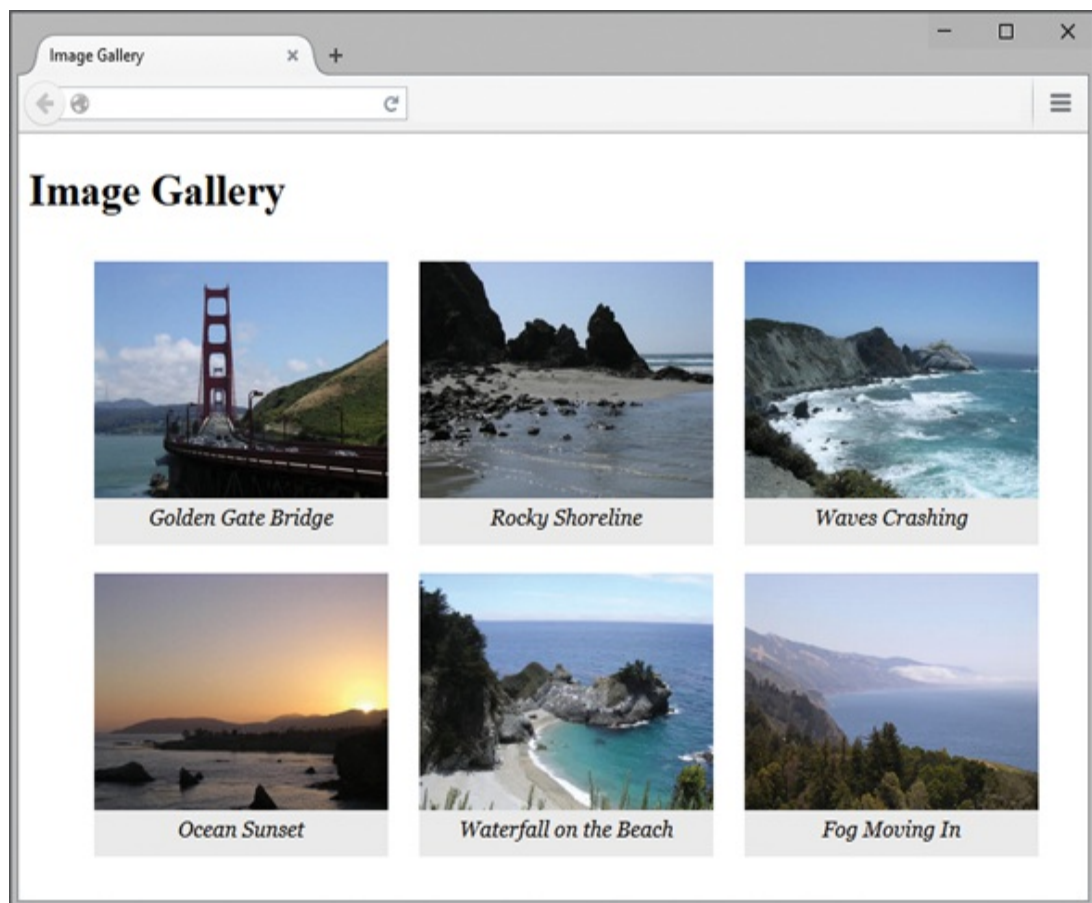 Image Gallery
Image Gallery
Golden Gate Bridge
Rocky Shoreline
Waves Crashing
Ocean Sunset
Waterfall on the Beach
Fog Moving In